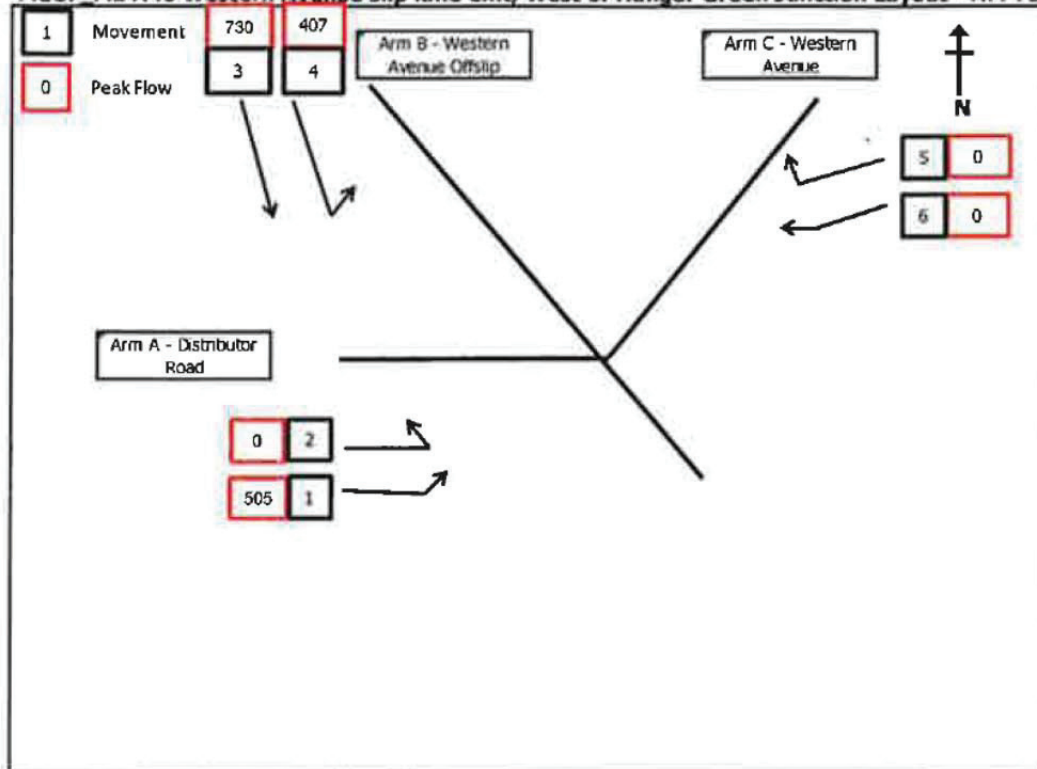 1 Movement 730 407
0 Peak Flow 3 4
Arm B - Western
Avenue Offslip
Arm C - Western
Avenue
N
5 0
6 0
Arm A - Distributor
Road
0 2
505 1